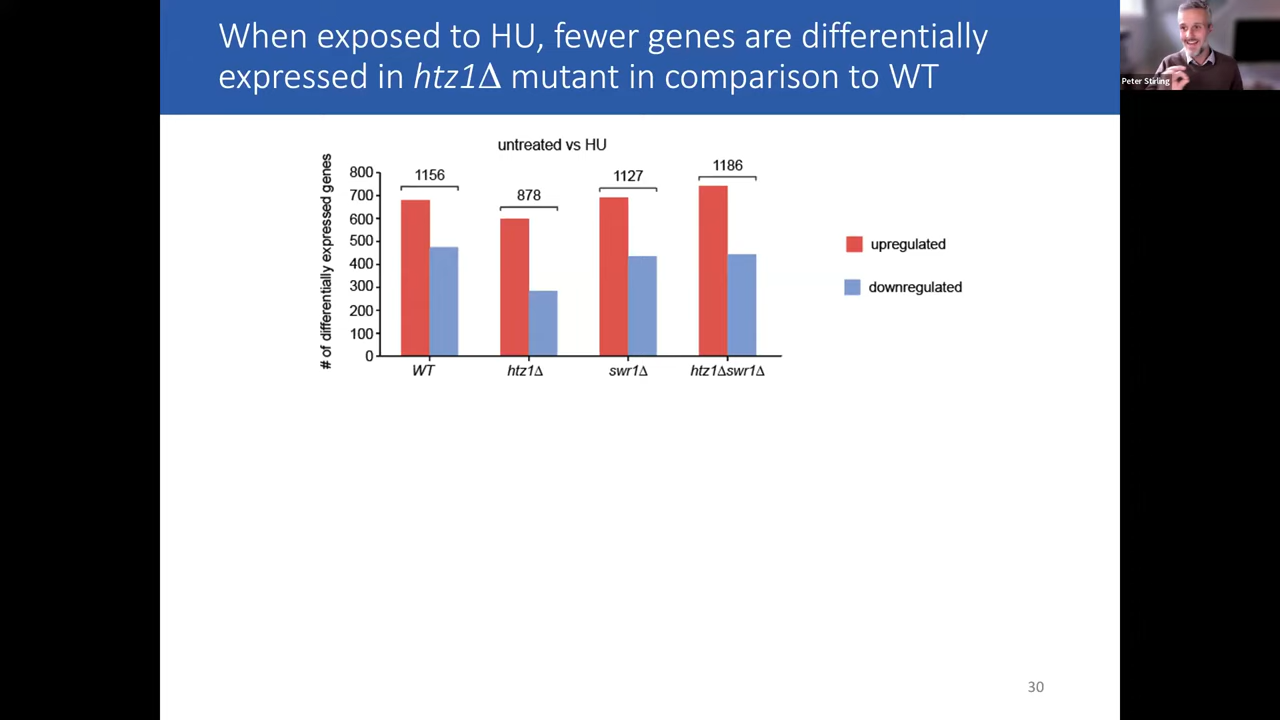 When exposed to HU, fewer genes are differentially
expressed in htz1Δ mutant in comparison to WT
Peter Stirling
untreated vs HU
# of differentially expressed genes
800
700
600
500
400
300
200
100
0
1156
878
1127
1186
WT
htz1Δ
swr1Δ
htz1Δswr1Δ
upregulated
downregulated
30